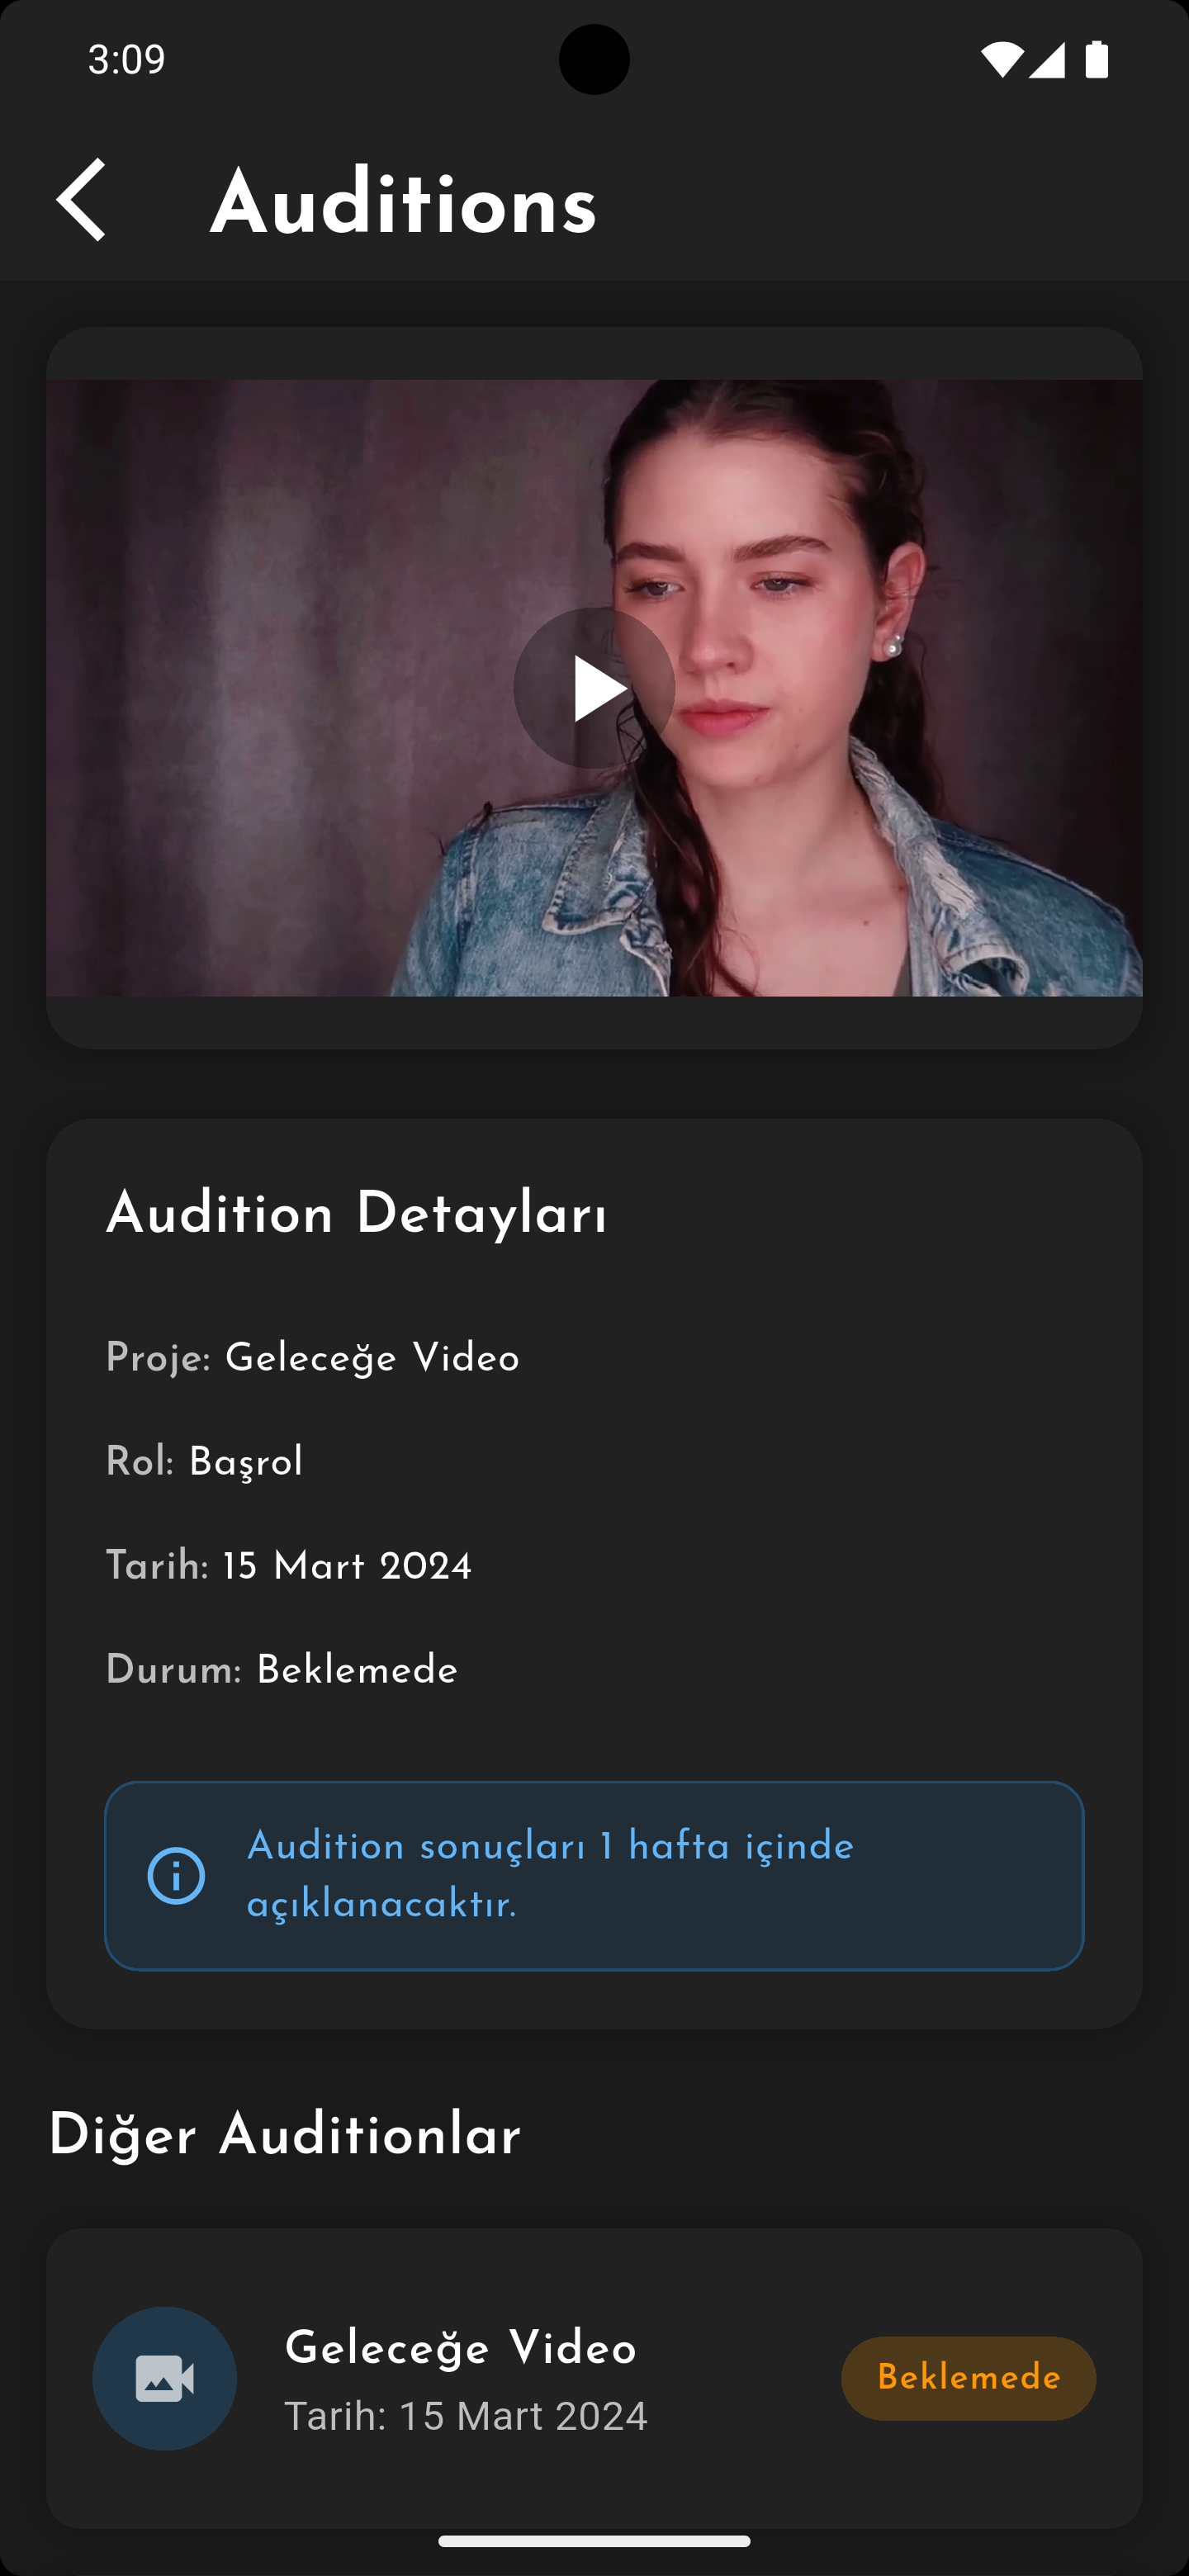 3:09
Auditions
Audition Detayları
Proje: Geleceğe Video
Rol: Başrol
Tarih: 15 Mart 2024
Durum: Beklemede
Audition sonuçları 1 hafta içinde
açıklanacaktır.
Diğer Auditionlar
Geleceğe Video
Beklemede
Tarih: 15 Mart 2024